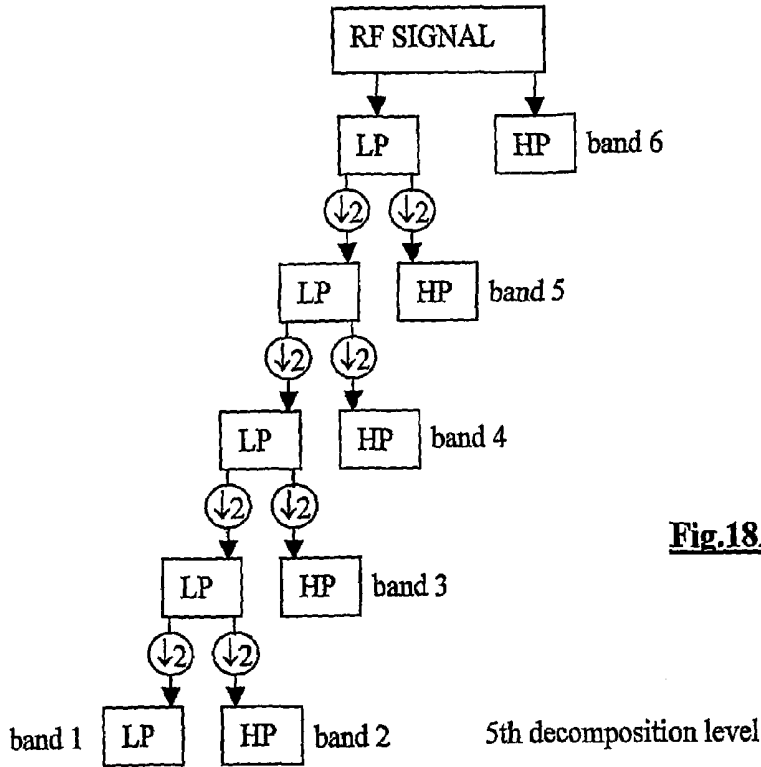 RF SIGNAL
LP HP band 6
↓2 ↓2
LP HP band 5
↓2 ↓2
LP HP band 4
↓2 ↓2
Fig.18
LP HP band 3
↓2 ↓2
band 1 LP HP band 2 5th decomposition level